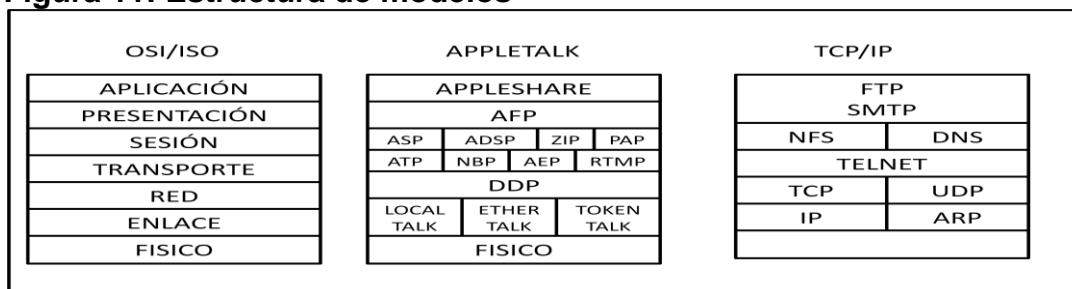 Figura Estructura de modelos
OSI/ISO
APLICACIÓN
PRESENTACIÓN
SESIÓN
TRANSPORTE
RED
ENLACE
FISICO
APPLETALK
APPLESHARE
AFP
ASP ADSP ZIP PAP
ATP NBP AEP RTMP
DDP
LOCAL TALK ETHER TALK TOKEN TALK
FISICO
TCP/IP
FTP
SMTP
NFS DNS
TELNET
TCP UDP
IP ARP